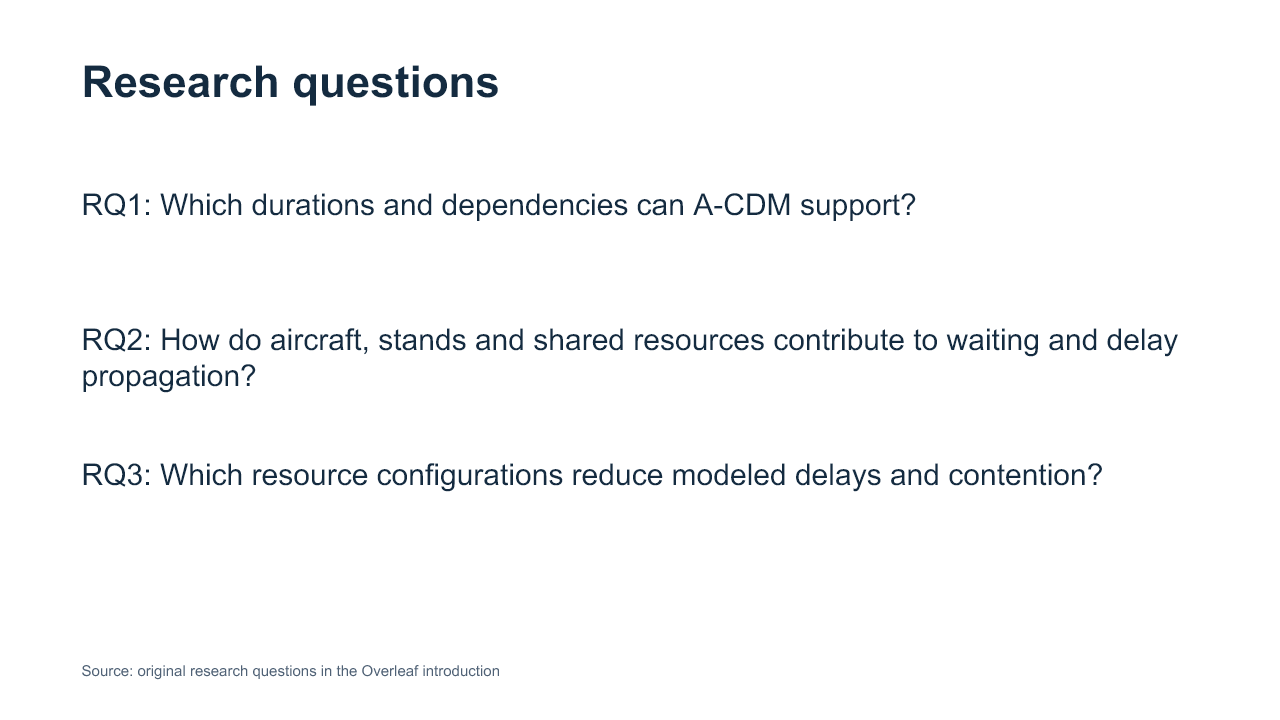 Research questions
RQ1: Which durations and dependencies can A-CDM support?
RQ2: How do aircraft, stands and shared resources contribute to waiting and delay
propagation?
RQ3: Which resource configurations reduce modeled delays and contention?
Source: original research questions in the Overleaf introduction